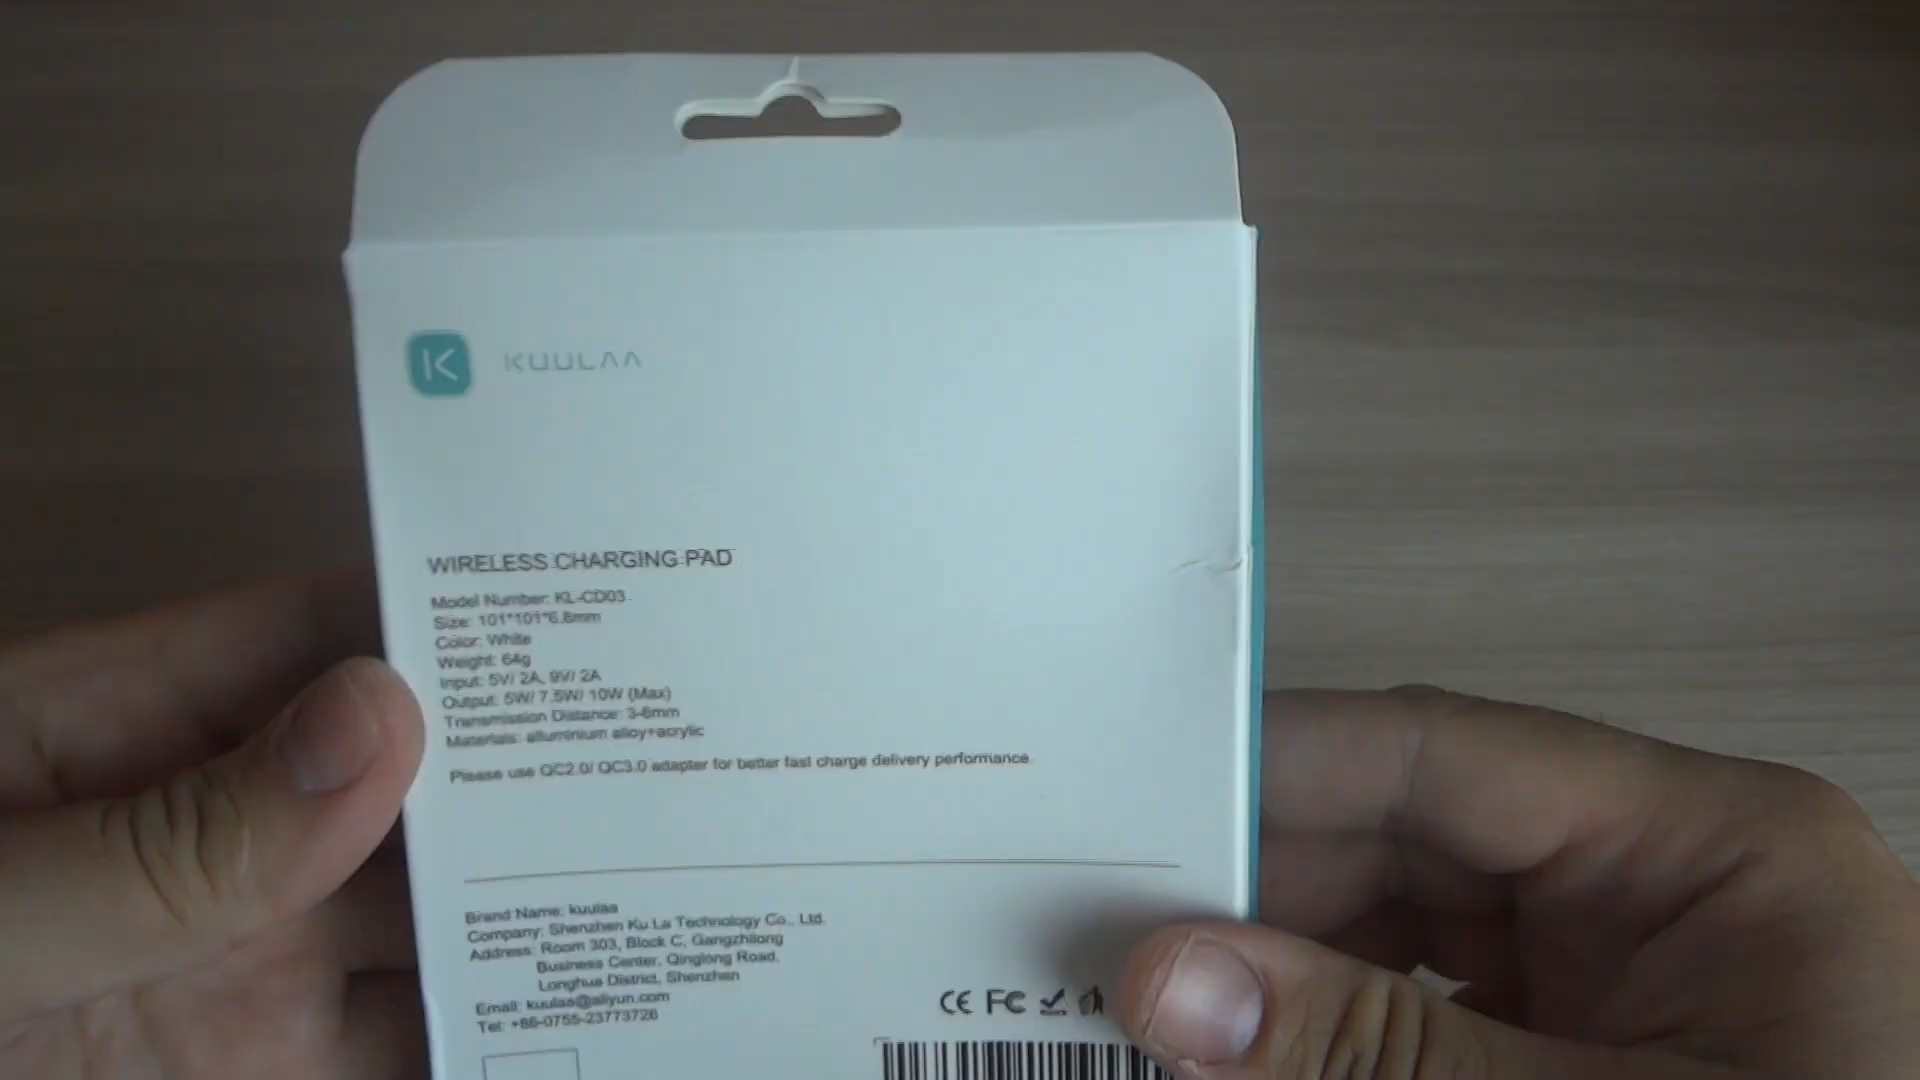 K KUULAA
WIRELESS CHARGING PAD
Model Number: KL-CD03
Size: 101*101*6.8mm
Color: White
Weight: 64g
Input: 5V/ 2A, 9V/ 2A
Output: 5W/ 7.5W/ 10W (Max)
Transmission Distance: 3-8mm
Materials: alluminium alloy+acrylic
Please use QC2.0/ QC3.0 adapter for better fast charge delivery performance.
Brand Name: kuulaa
Company: Shenzhen Ku La Technology Co., Ltd.
Address: Room 303, Block C, Gangzhilong
Business Center, Qinglong Road,
Longhua District, Shenzhen
Email: kuulaa@aliyun.com
Tel: +86-0755-23773726
CE FC